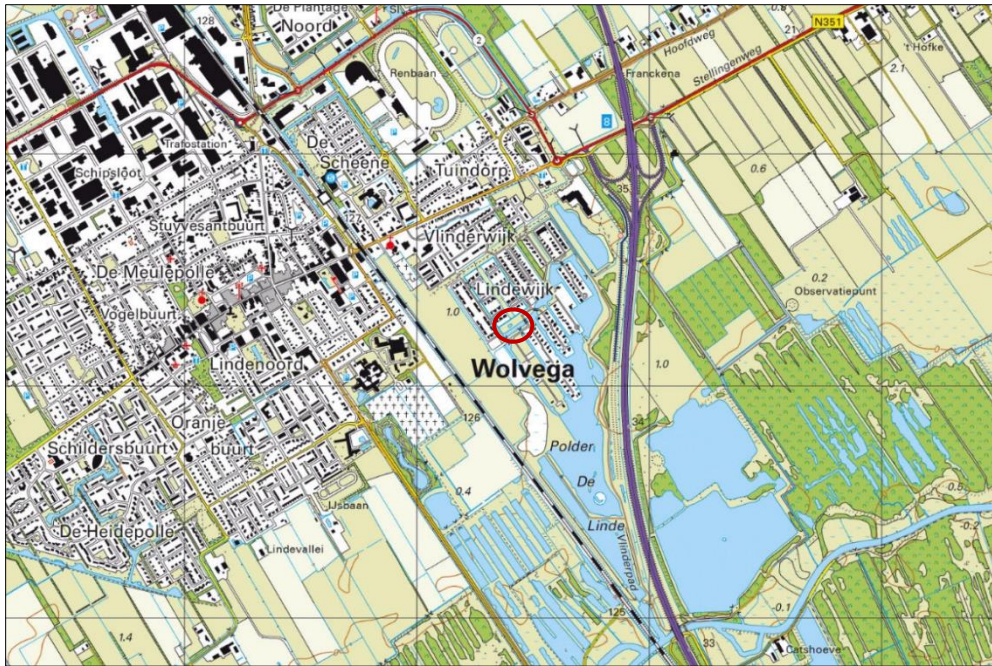 128
De Plantage
Noord
SI.
2
Renbaan
Hoofdweg
N351
21
't Hofke
2.1
Franckena
Stellingenweg
8
Trafostation
De
Scheene
Schipsloot
Tuindorp
35
0.6
Stuyvesantbuurt
127
Vlinderwijk
De Meulepolle
Lindewijk
0.2
Observatiepunt
Vogelbuurt
1.0
Lindenoord
Wolvega
1.0
126
Oranje
buurt
34
Schildersbuurt
Polder
De
Linde
0.4
IJsbaan
0.6
-0.2
De Heidepolle
Lindevallei
Vlinderpad
125
-0.1
33
1.4
Catshoeve